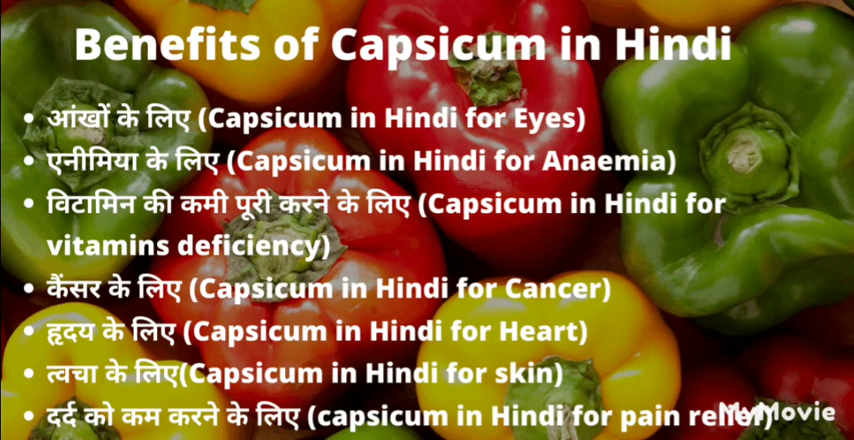 Benefits of Capsicum in Hindi
• आंखों के लिए (Capsicum in Hindi for Eyes)
• एनीमिया के लिए (Capsicum in Hindi for Anaemia)
• विटामिन की कमी पूरी करने के लिए (Capsicum in Hindi for
vitamins deficiency)
• कैंसर के लिए (Capsicum in Hindi for Cancer)
• हृदय के लिए (Capsicum in Hindi for Heart)
• त्वचा के लिए(Capsicum in Hindi for skin)
• दर्द को कम करने के लिए (capsicum in Hindi for pain relief)
MyMovie